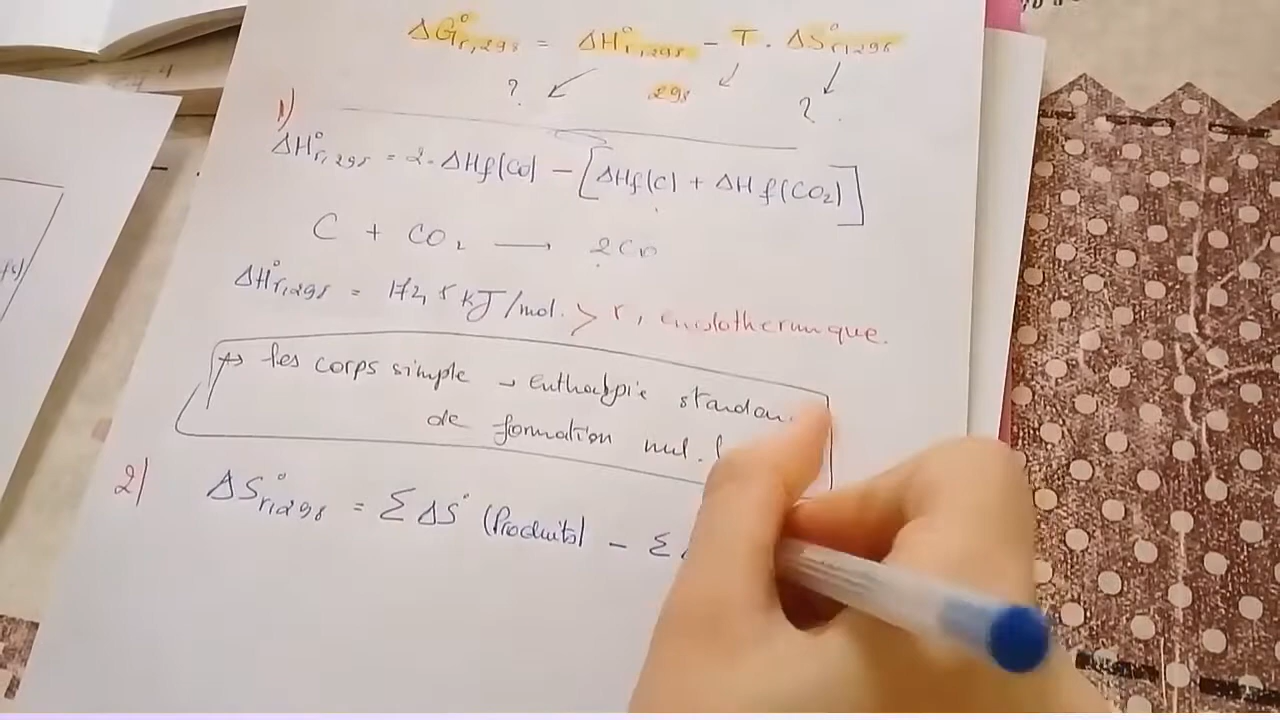 ΔG°r,298 = ΔH°r,298 - T . ΔS°r,298
? 298 ?
1)
ΔH°r,298 = 2. ΔHf(CO) - [ΔHf(C) + ΔHf(CO₂)]
C + CO₂ → 2CO
ΔH°r,298 = 172,5 kJ/mol. > r, endothermique.
↦ les corps simple → enthalpie standar
de formation nul.
2) ΔS°r,298 = Σ ΔS° (Produits) - Σ